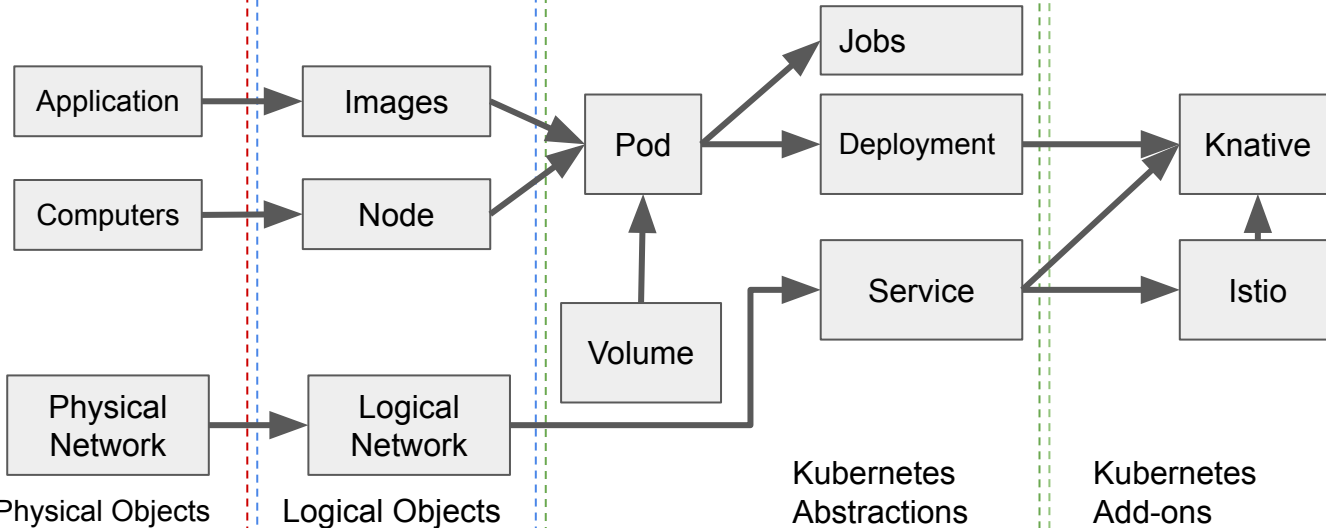 Jobs
Application
Images
Pod
Deployment
Knative
Computers
Node
Service
Istio
Volume
Physical
Network
Logical
Network
Physical Objects
Logical Objects
Kubernetes
Abstractions
Kubernetes
Add-ons